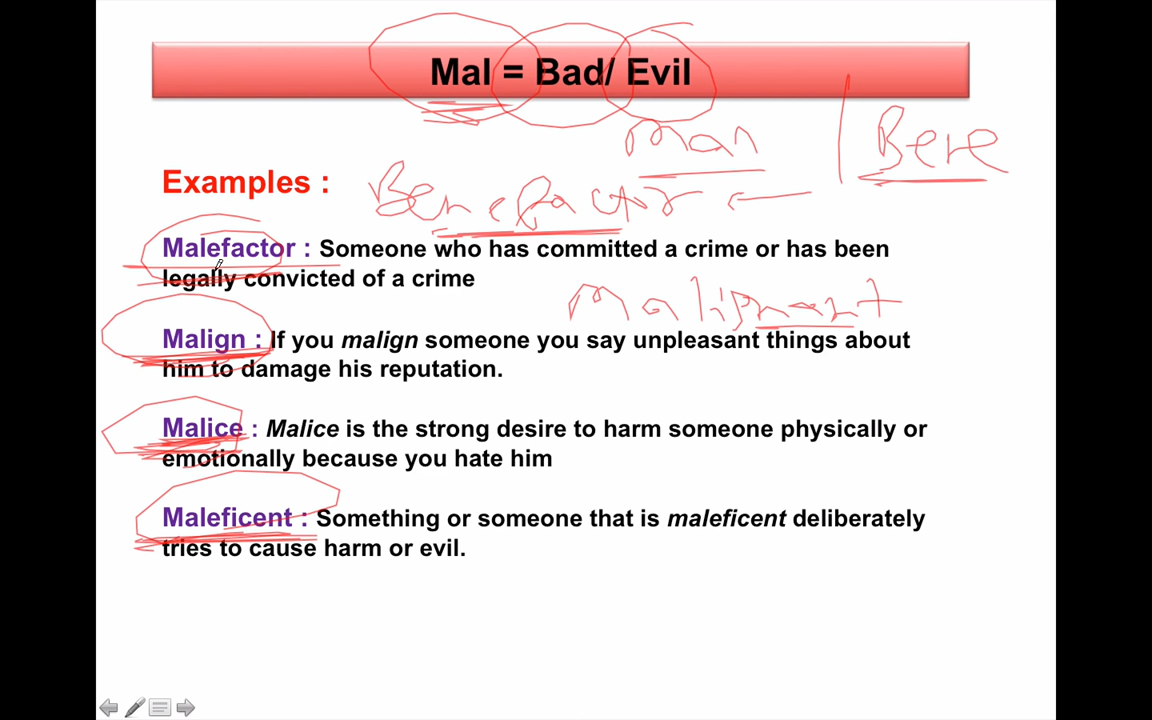 Mal = Bad/ Evil
Man
Bene
Examples :
Benefactor
Malefactor : Someone who has committed a crime or has been
legally convicted of a crime
Malignant
Malign : If you malign someone you say unpleasant things about
him to damage his reputation.
Malice : Malice is the strong desire to harm someone physically or
emotionally because you hate him
Maleficent : Something or someone that is maleficent deliberately
tries to cause harm or evil.